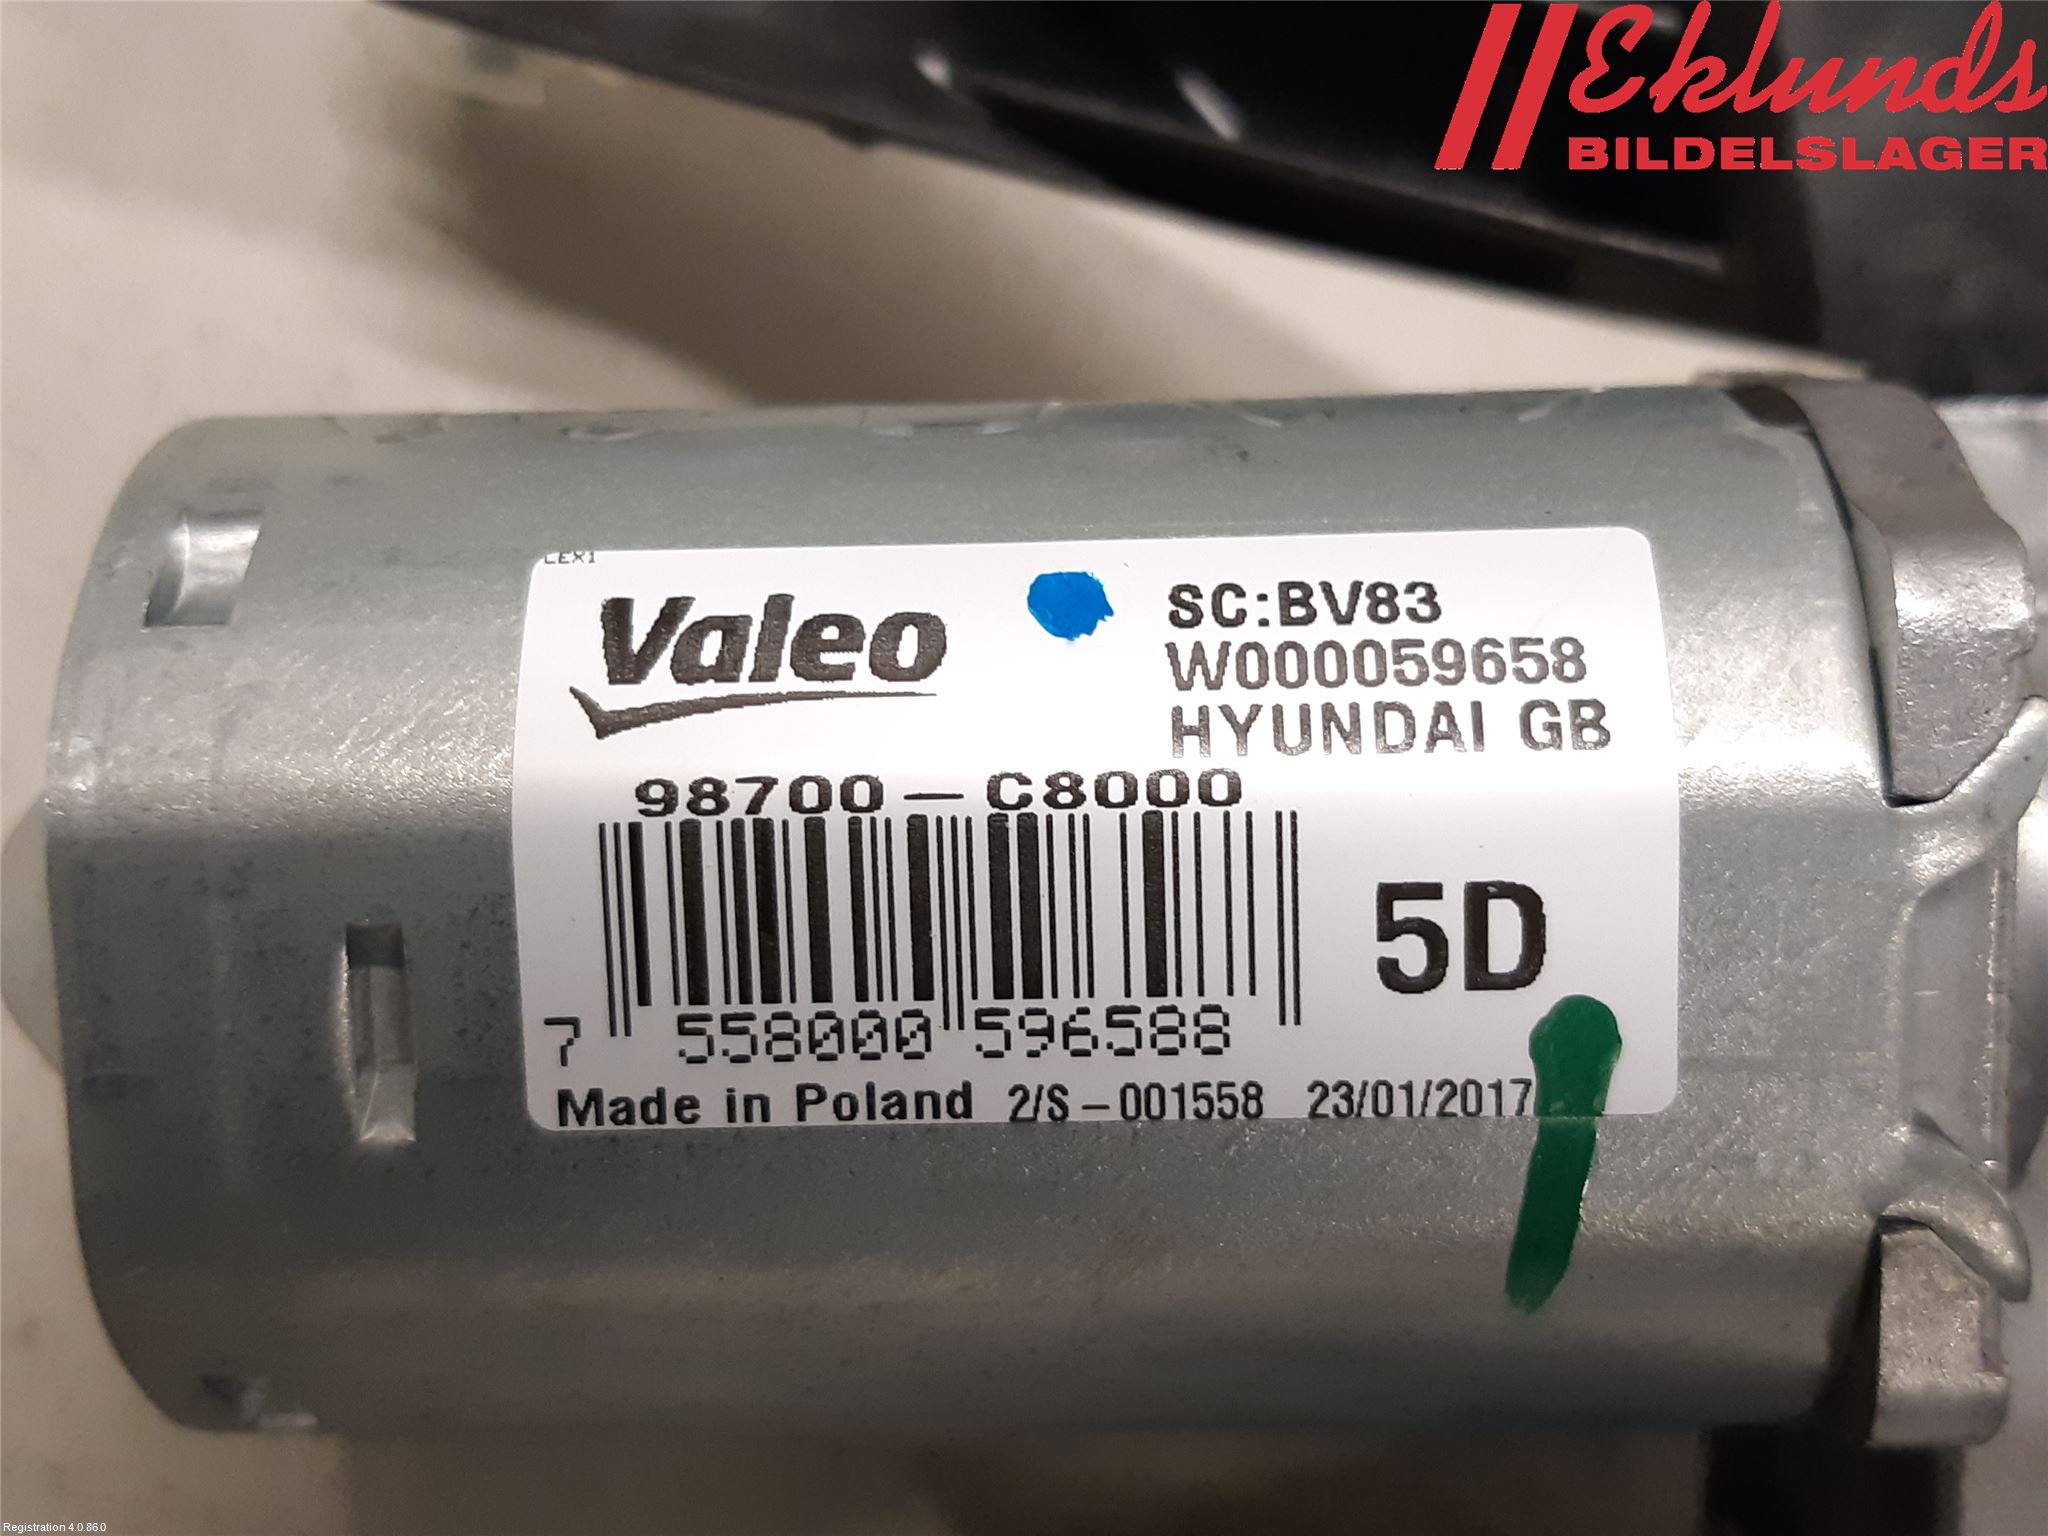 Eklunds
BILDELSLAGER
LEX1
Valeo
SC:BV83
W000059658
HYUNDAI GB
98700-C8000
5D
7 558000 596588
Made in Poland 2/S-001558 23/01/2017
Registration 4.0.86.0